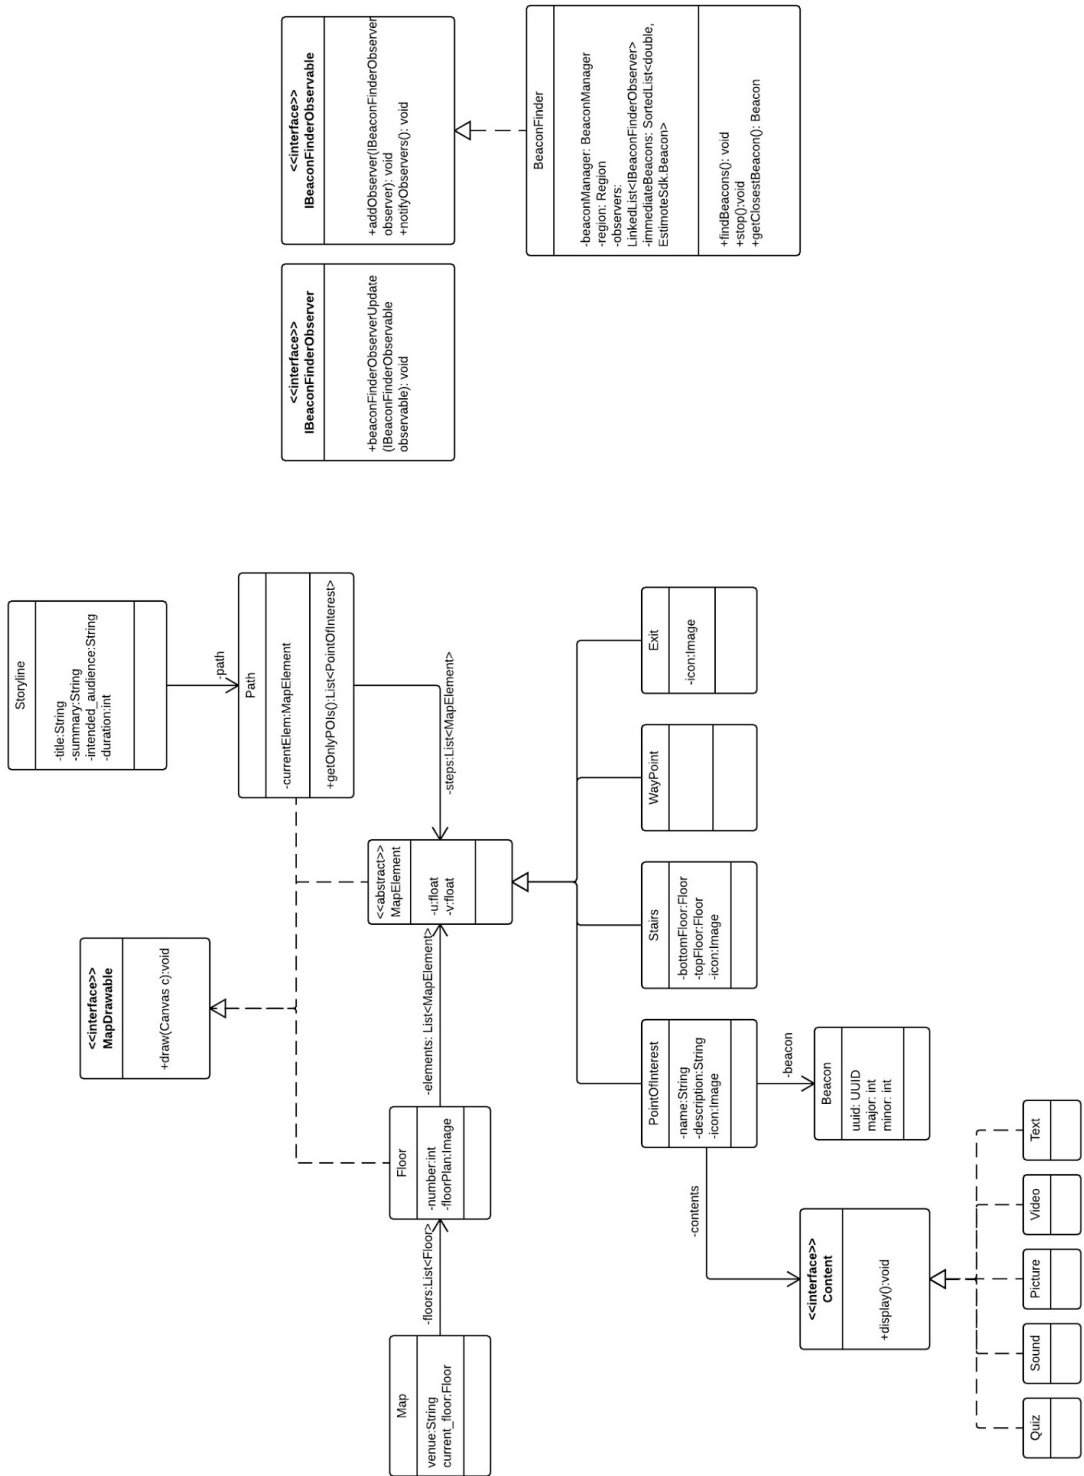 Storyline
-title:String
-summary:String
-intended_audience:String
-duration:int
-path
<<interface>>
MapDrawable
+draw(Canvas c):void
Path
-currentElem:MapElement
+getOnlyPOIs():List<PointOfInterest>
<<interface>>
IBeaconFinderObserver
+beaconFinderObserverUpdate
(IBeaconFinderObservable
observable): void
<<interface>>
IBeaconFinderObservable
+addObserver(IBeaconFinderObserver
observer): void
+notifyObservers(): void
Map
venue:String
current_floor:Floor
-floors:List<Floor>
Floor
-number:int
-floorPlan:Image
-elements: List<MapElement>
<<abstract>>
MapElement
-u:float
-v:float
-steps:List<MapElement>
BeaconFinder
-beaconManager: BeaconManager
-region: Region
-observers:
LinkedList<IBeaconFinderObserver>
-immediateBeacons: SortedList<double,
EstimoteSdk.Beacon>
+findBeacons(): void
+stop():void
+getClosestBeacon(): Beacon
PointOfInterest
-name:String
-description:String
-icon:Image
Stairs
-bottomFloor:Floor
-topFloor:Floor
-icon:Image
WayPoint
Exit
-icon:Image
-contents
-beacon
<<interface>>
Content
+display():void
Beacon
uuid: UUID
major: int
minor: int
Quiz
Sound
Picture
Video
Text